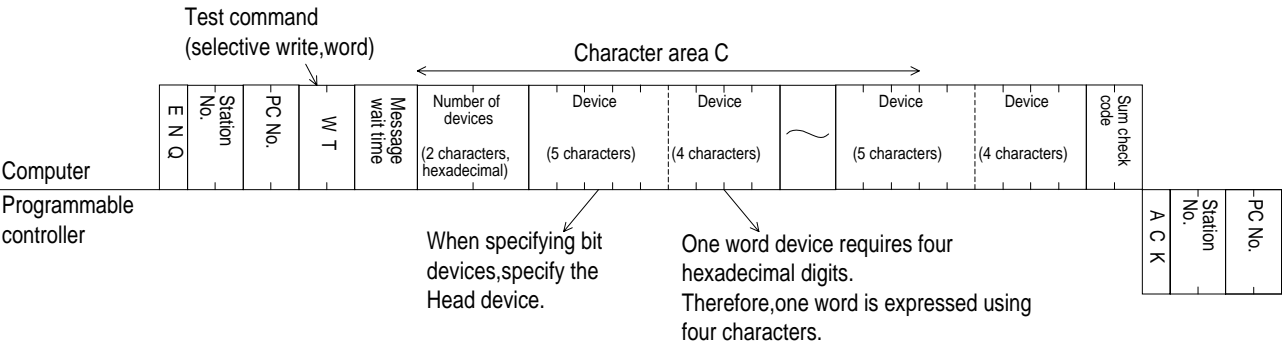 Test command
(selective write,word)
Character area C
E N Q
Station
No.
PC No.
W T
Message
wait time
Number of
devices
(2 characters,
hexadecimal)
Device
(5 characters)
Device
(4 characters)
Device
(5 characters)
Device
(4 characters)
Sum check
code
Computer
Programmable
controller
A C K
Station
No.
PC No.
When specifying bit
devices,specify the
Head device.
One word device requires four
hexadecimal digits.
Therefore,one word is expressed using
four characters.